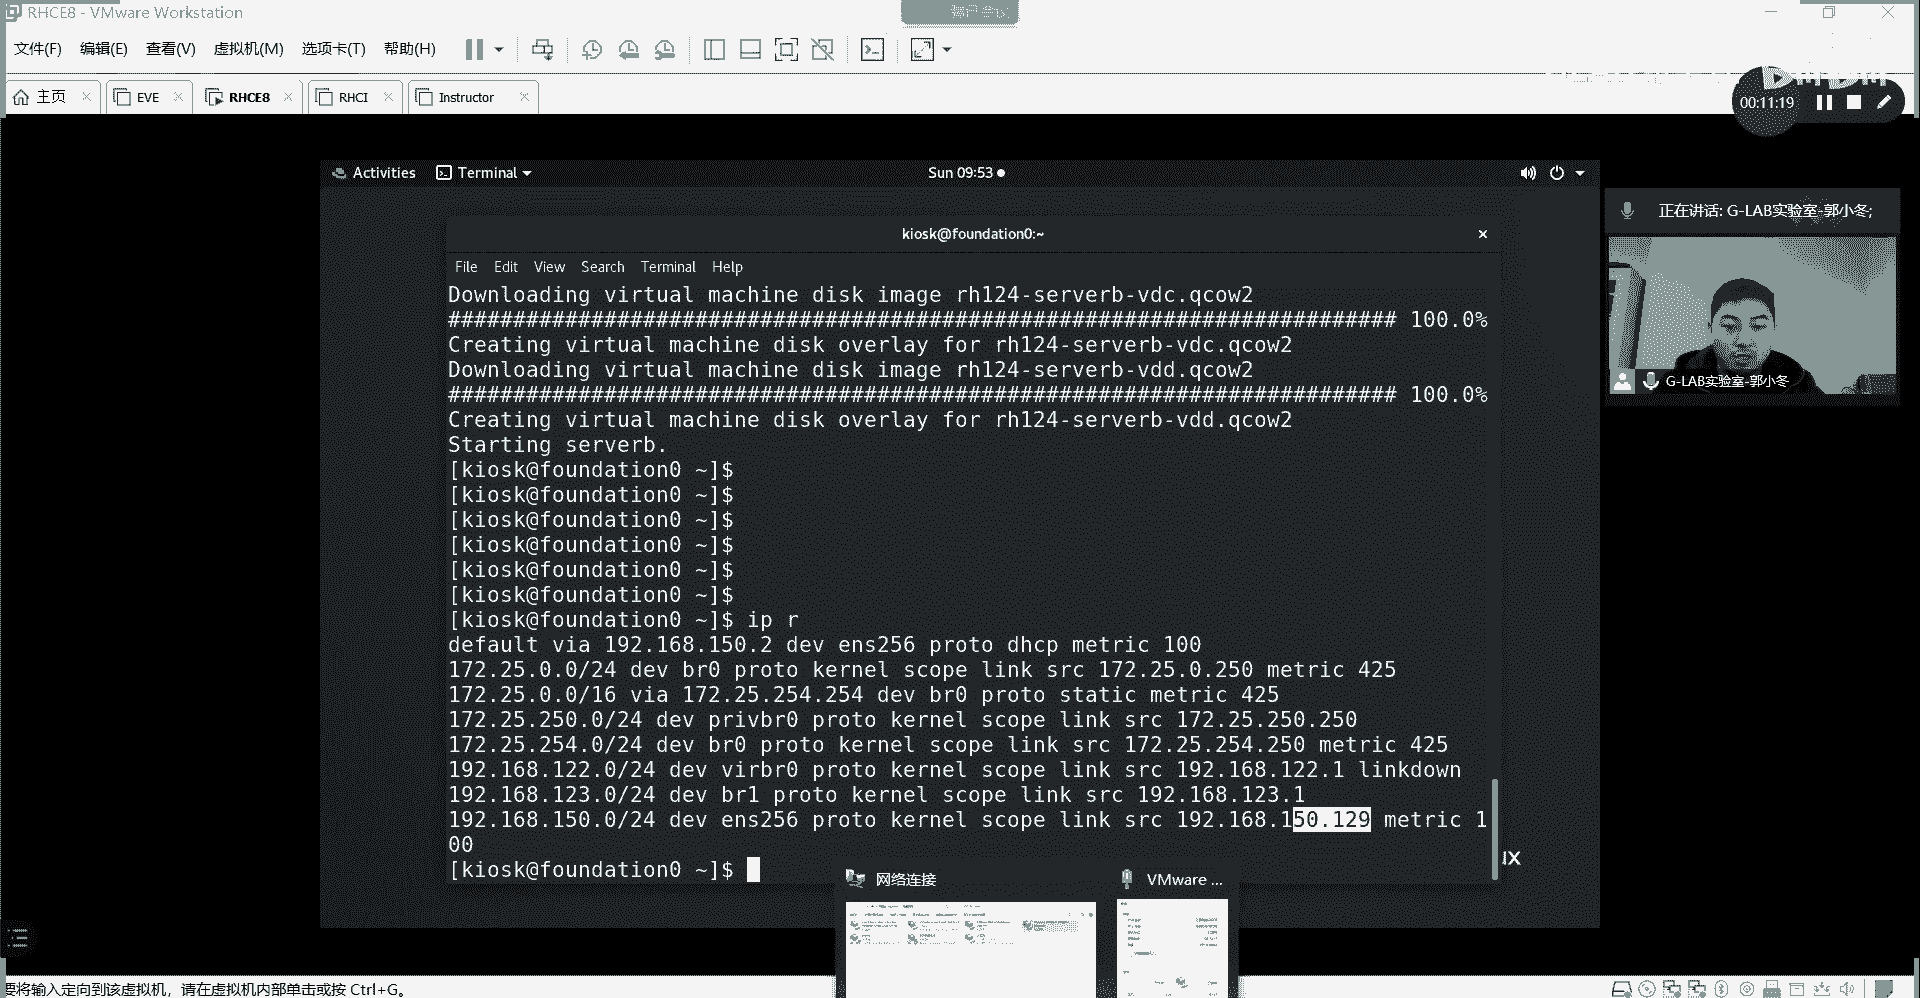 RHCE8 - VMware Workstation
文件(F) 编辑(E) 查看(V) 虚拟机(M) 选项卡(T) 帮助(H)
主页 EVE RHCE8 RHCI Instructor
00:11:19
Activities Terminal Sun 09:53
正在讲话: G-LAB实验室-郭小冬;
kiosk@foundation0:~
File Edit View Search Terminal Help
Downloading virtual machine disk image rh124-serverb-vdc.qcow2
######################################################################### 100.0%
Creating virtual machine disk overlay for rh124-serverb-vdc.qcow2
Downloading virtual machine disk image rh124-serverb-vdd.qcow2
######################################################################### 100.0%
G-LAB实验室-郭小冬
Creating virtual machine disk overlay for rh124-serverb-vdd.qcow2
Starting serverb.
[kiosk@foundation0 ~]$
[kiosk@foundation0 ~]$
[kiosk@foundation0 ~]$
[kiosk@foundation0 ~]$
[kiosk@foundation0 ~]$
[kiosk@foundation0 ~]$
[kiosk@foundation0 ~]$ ip r
default via 192.168.150.2 dev ens256 proto dhcp metric 100
172.25.0.0/24 dev br0 proto kernel scope link src 172.25.0.250 metric 425
172.25.0.0/16 via 172.25.254.254 dev br0 proto static metric 425
172.25.250.0/24 dev privbr0 proto kernel scope link src 172.25.250.250
172.25.254.0/24 dev br0 proto kernel scope link src 172.25.254.250 metric 425
192.168.122.0/24 dev virbr0 proto kernel scope link src 192.168.122.1 linkdown
192.168.123.0/24 dev br1 proto kernel scope link src 192.168.123.1
192.168.150.0/24 dev ens256 proto kernel scope link src 192.168.150.129 metric 1
00
[kiosk@foundation0 ~]$
网络连接 VMware ...
要将输入定向到该虚拟机，请在虚拟机内部单击或按 Ctrl+G。